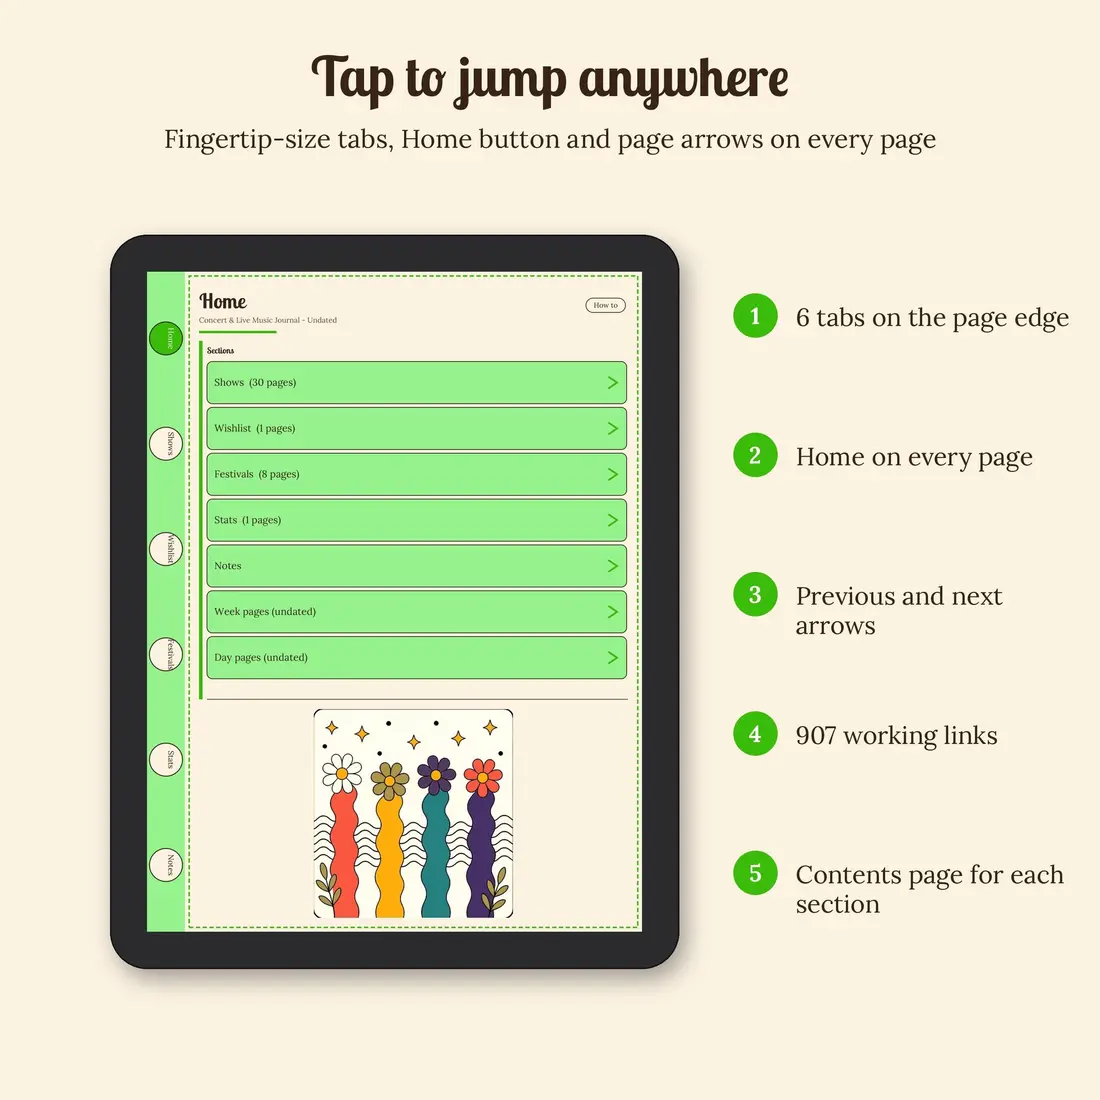 Tap to jump anywhere
Fingertip-size tabs, Home button and page arrows on every page
Home
Shows
Wishlist
Festivals
Stats
Notes
Home
How to
Concert & Live Music Journal - Undated
Sections
Shows (30 pages)
Wishlist (1 pages)
Festivals (8 pages)
Stats (1 pages)
Notes
Week pages (undated)
Day pages (undated)
1 6 tabs on the page edge
2 Home on every page
3 Previous and next
arrows
4 907 working links
5 Contents page for each
section